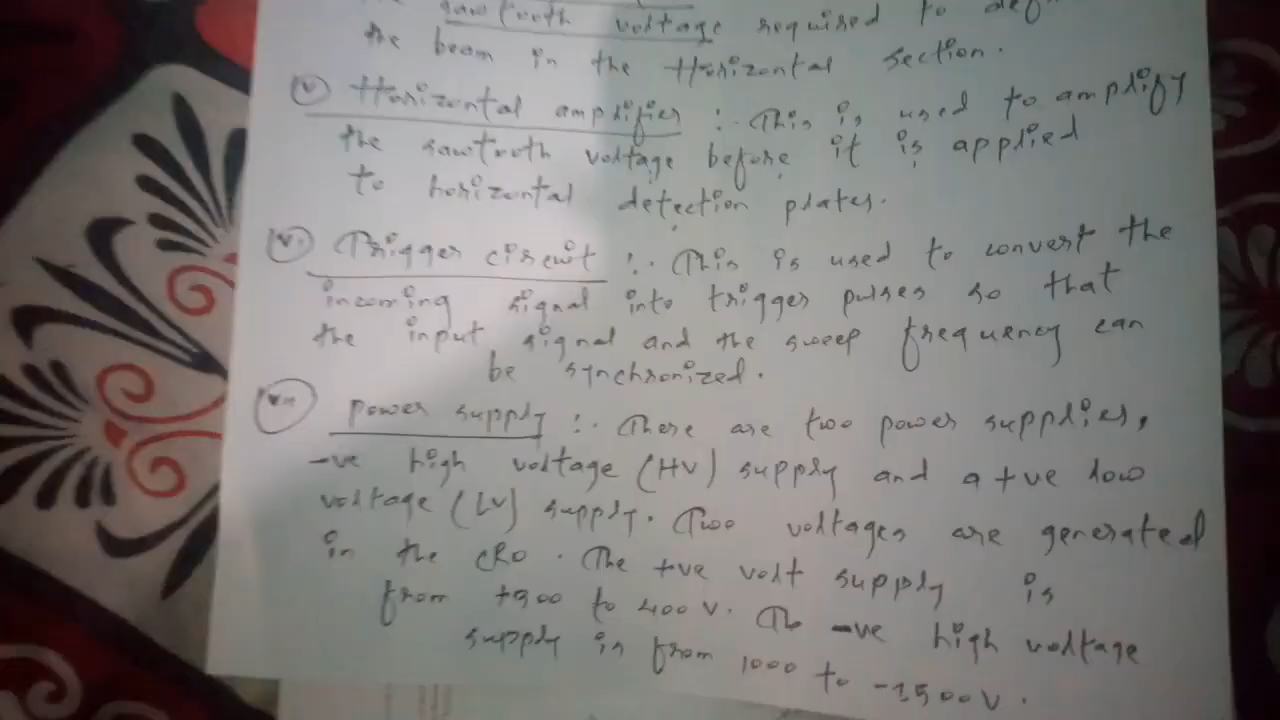 sawtooth voltage required to
the beam in the Horizontal section.
(v) Horizontal amplifier :- This is used to amplify
the sawtooth voltage before it is applied
to horizontal detection plates.
Trigger circuit :- This is used to convert the
incoming signal into trigger pulses so that
the input signal and the sweep frequency can
be synchronized.
(vii) power supply :- There are two power supplies,
-ve high voltage (HV) supply and a +ve low
voltage (LV) supply. Two voltages are generated
in the CRO. The +ve volt supply is
from +300 to 400 V. The -ve high voltage
supply is from 1000 to -1500 V.